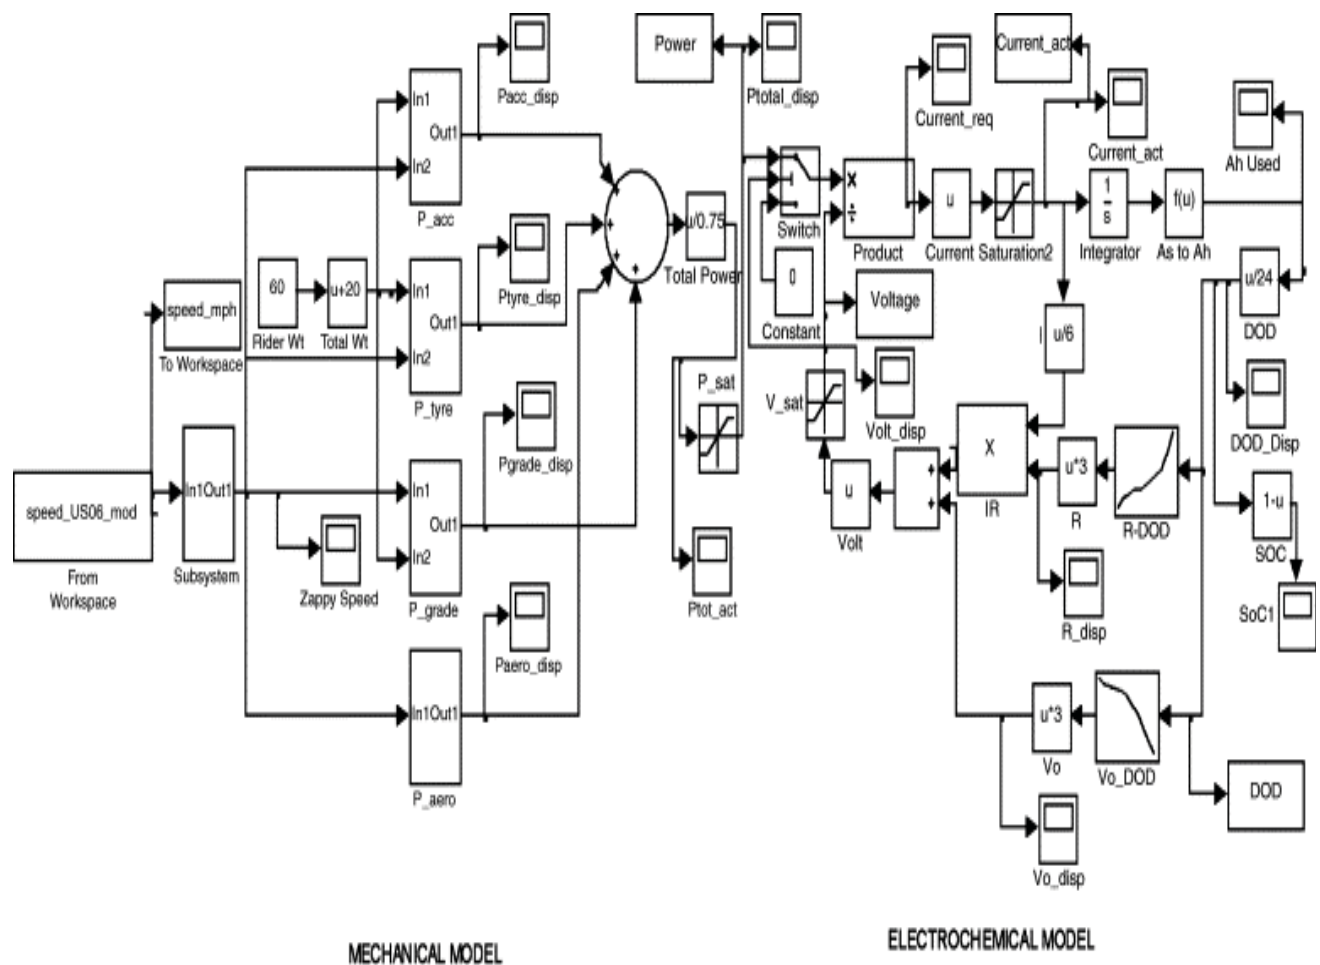 Pacc_disp
In1
Out1
In2
P_acc
Power
Ptotal_disp
Current_req
Current_act
Current_act
Ah Used
Switch
×
÷
Product
u
Current
Saturation2
1
s
Integrator
f(u)
As to Ah
+
+
+
+
u/0.75
Total Power
0
Constant
Voltage
u/24
DOD
speed_mph
To Workspace
60
Rider Wt
u+20
Total Wt
In1
Out1
In2
P_tyre
Ptyre_disp
I
u/6
P_sat
V_sat
Volt_disp
DOD_Disp
Pgrade_disp
speed_US06_mod
From
Workspace
In1Out1
Subsystem
Zappy Speed
In1
Out1
In2
P_grade
Ptot_act
u
Volt
+
+
X
IR
u*3
R
R-DOD
1-u
SOC
SoC1
R_disp
Paero_disp
In1Out1
P_aero
u*3
Vo
Vo_DOD
DOD
Vo_disp
MECHANICAL MODEL
ELECTROCHEMICAL MODEL